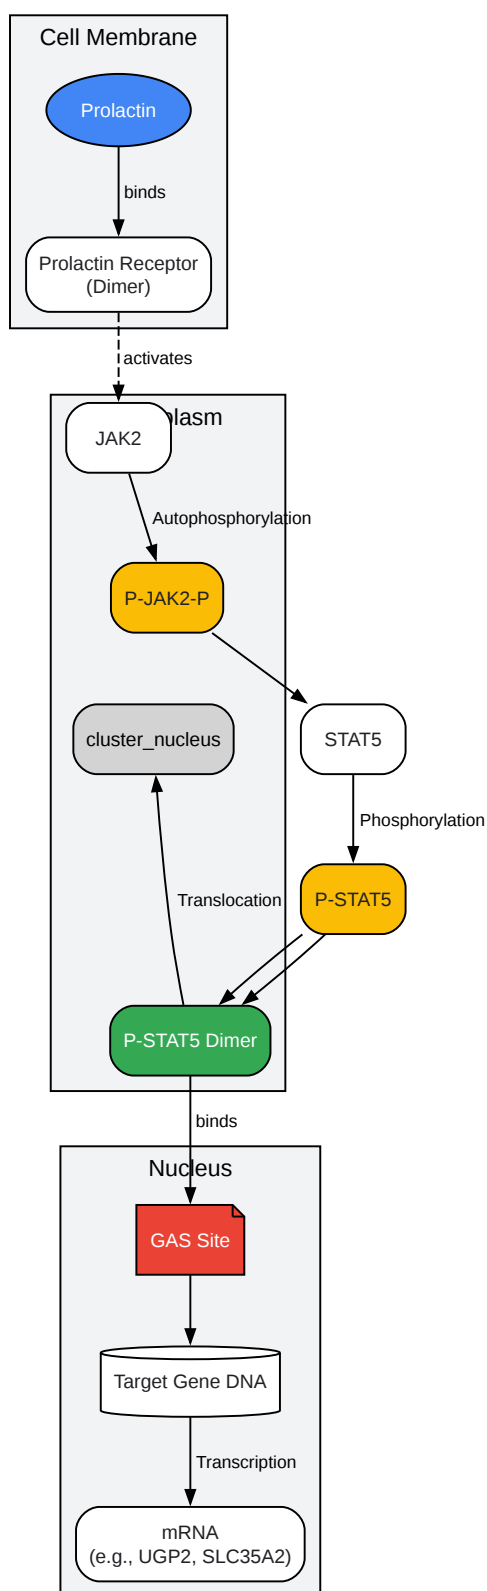 Cell Membrane
Prolactin
binds
Prolactin Receptor
(Dimer)
activates
JAK2
Autophosphorylation
P-JAK2-P
cluster_nucleus
STAT5
Phosphorylation
Translocation
P-STAT5
P-STAT5 Dimer
binds
Nucleus
GAS Site
Target Gene DNA
Transcription
mRNA
(e.g., UGP2, SLC35A2)